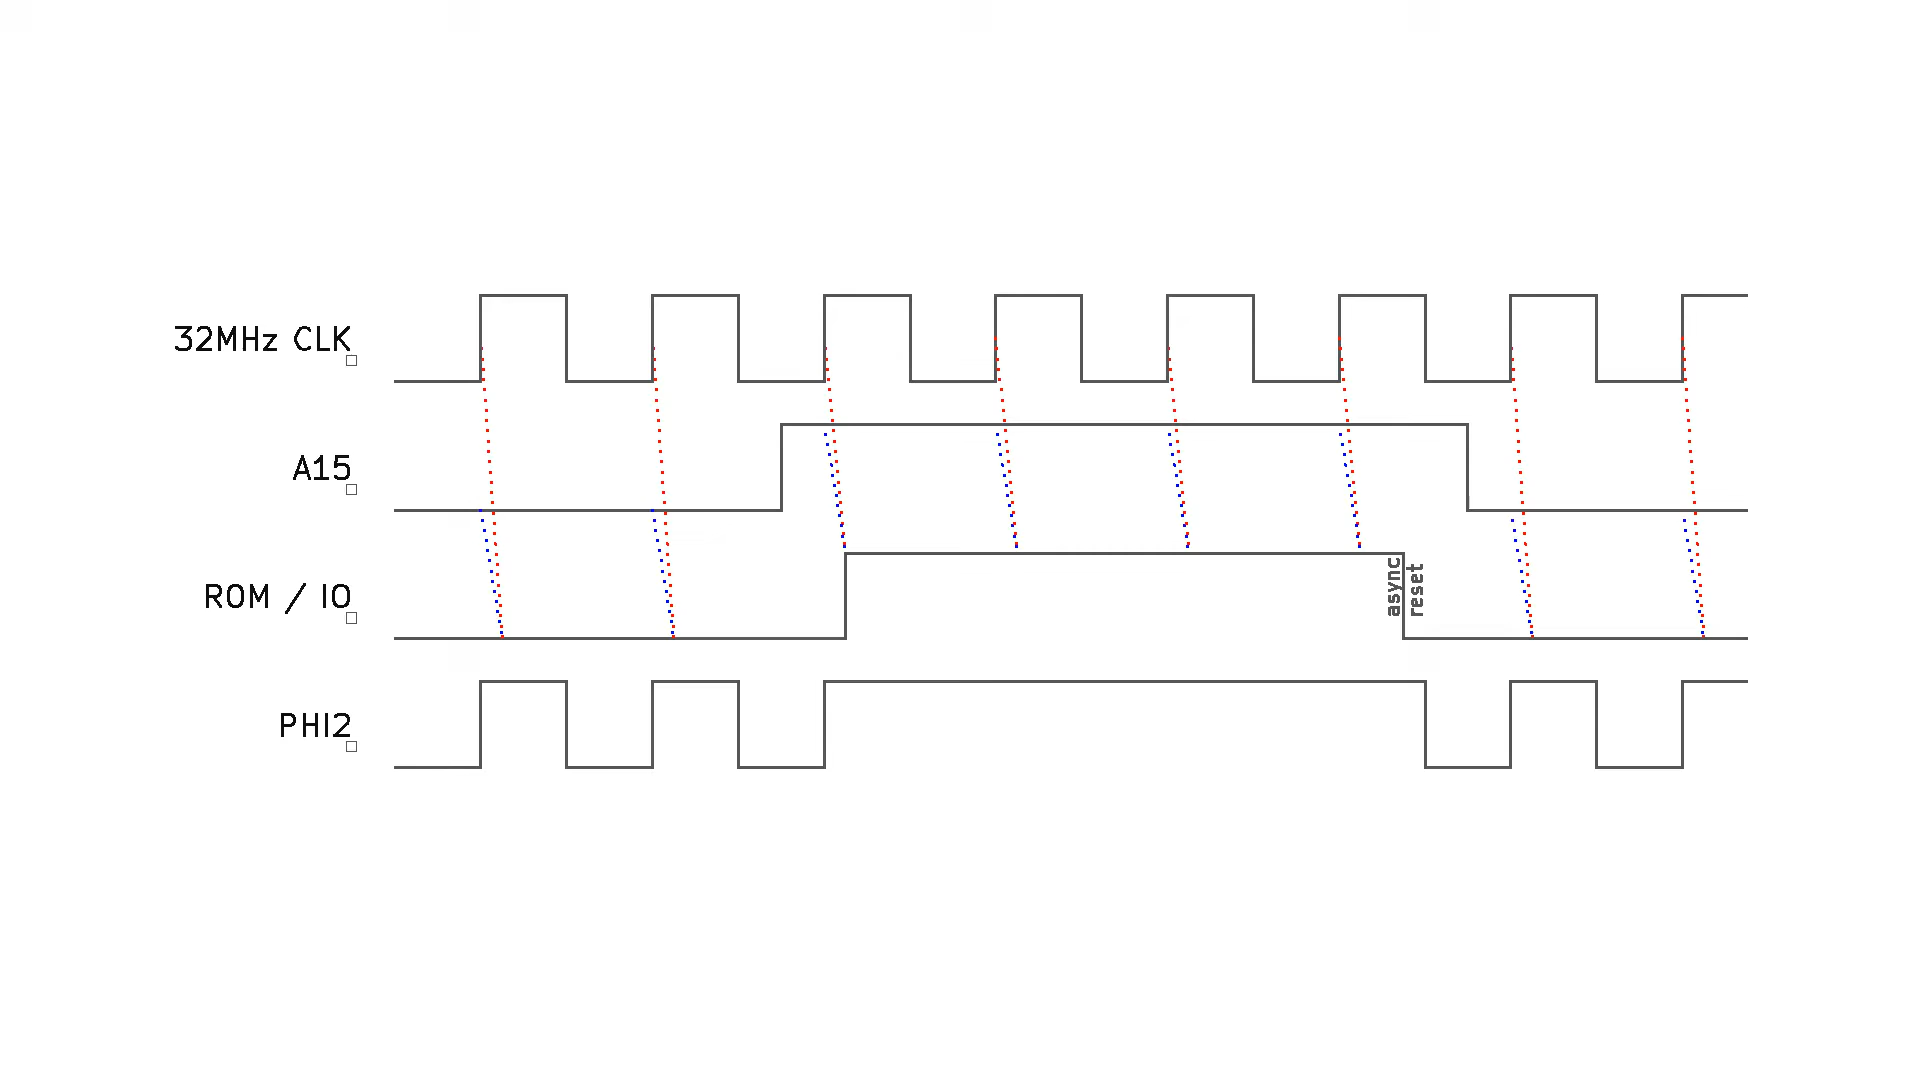 32MHz CLK
A15
ROM / IO
async
reset
PHI2